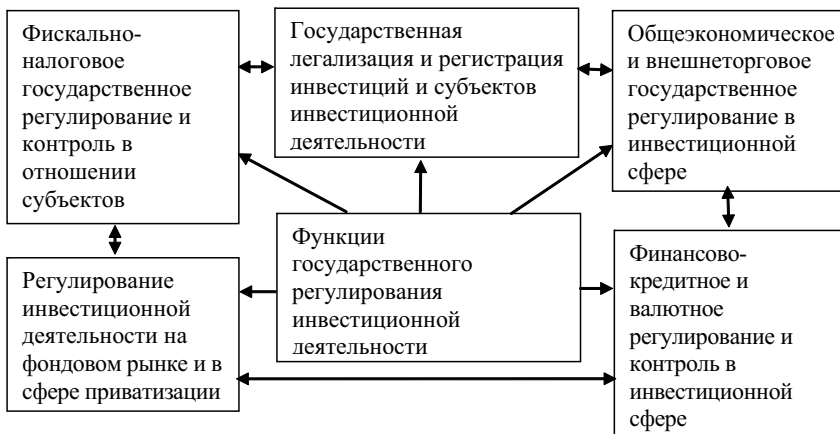 Фискально-
налоговое
государственное
регулирование и
контроль в
отношении
субъектов
Государственная
легализация и регистрация
инвестиций и субъектов
инвестиционной
деятельности
Общеэкономическое
и внешнеторговое
государственное
регулирование в
инвестиционной
сфере
Функции
государственного
регулирования
инвестиционной
деятельности
Регулирование
инвестиционной
деятельности на
фондовом рынке и в
сфере приватизации
Финансово-
кредитное и
валютное
регулирование и
контроль в
инвестиционной
сфере